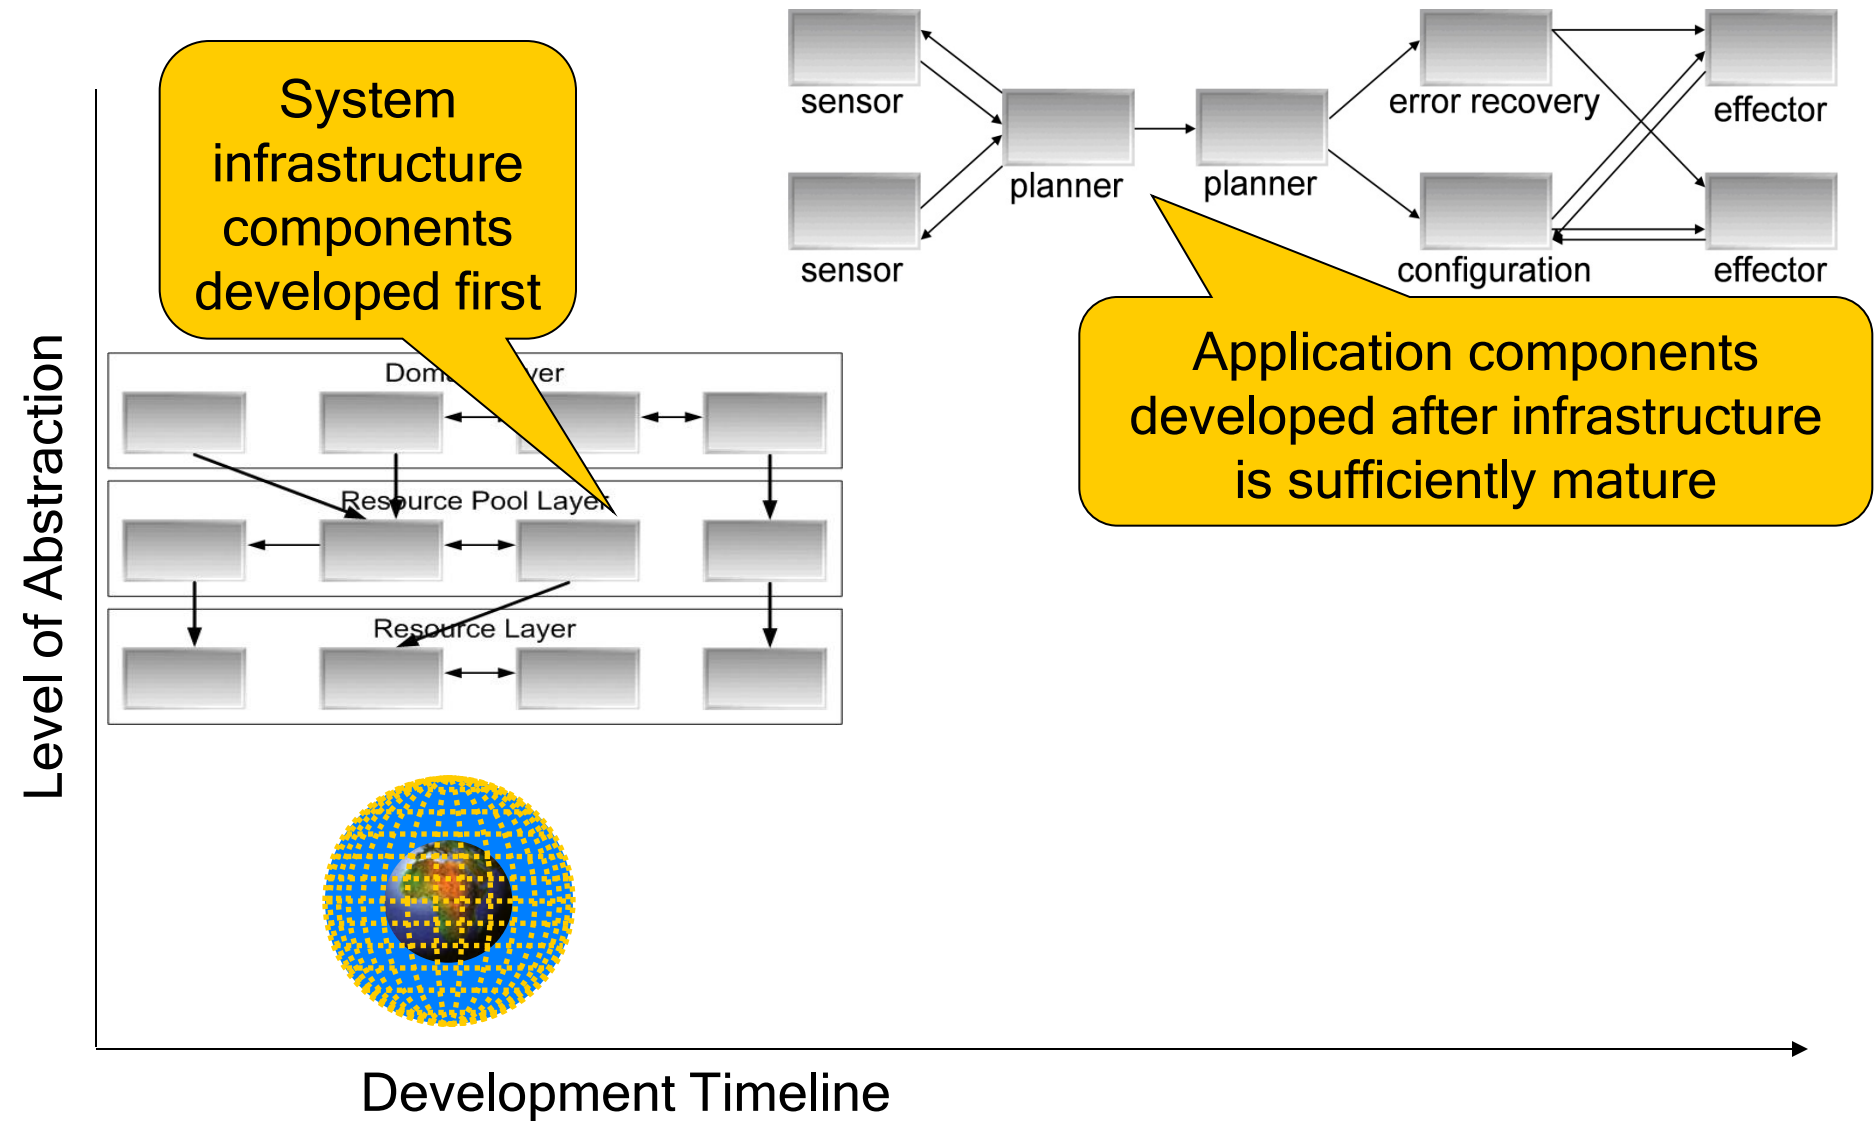 System
infrastructure
components
developed first
sensor
sensor
planner
planner
error recovery
configuration
effector
effector
Application components
developed after infrastructure
is sufficiently mature
Resource Pool Layer
Resource Layer
Level of Abstraction
Development Timeline